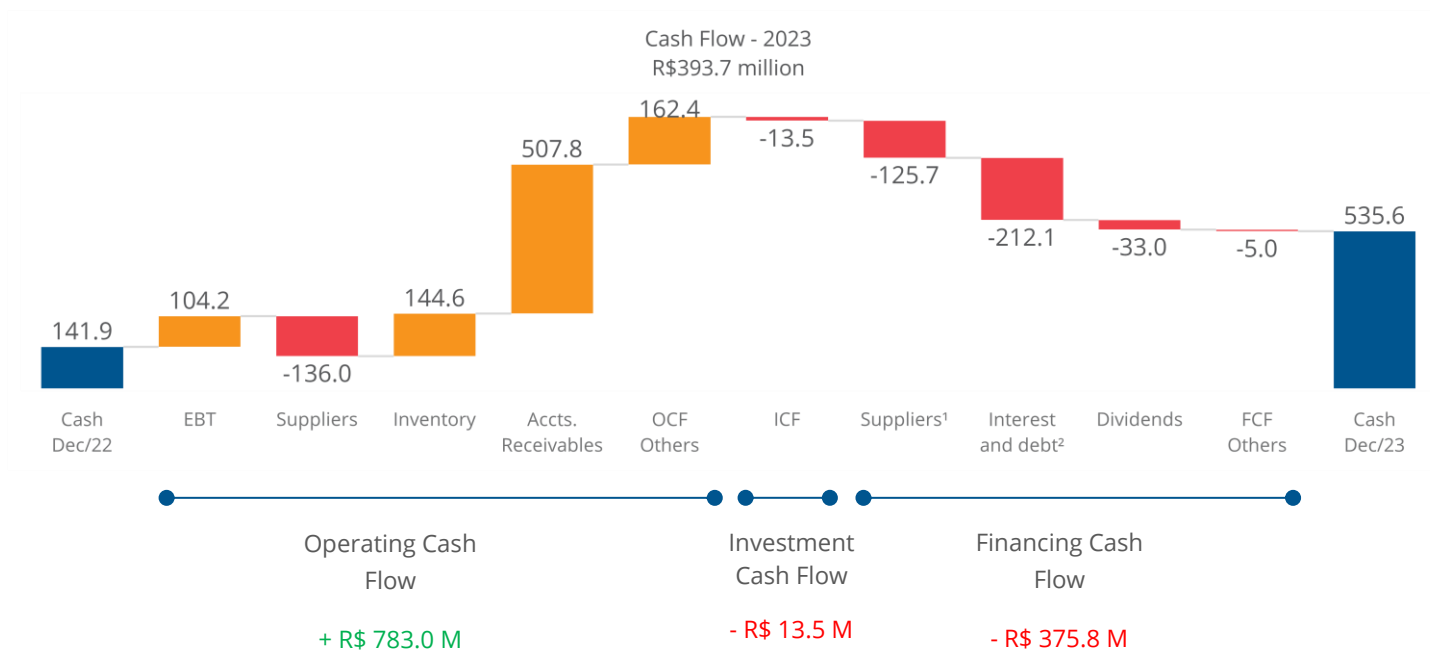 Cash Flow - 2023
R$393.7 million
141.9
104.2
-136.0
144.6
507.8
162.4
-13.5
-125.7
-212.1
-33.0
-5.0
535.6
Cash
Dec/22
EBT
Suppliers
Inventory
Accts.
Receivables
OCF
Others
ICF
Suppliers¹
Interest
and debt²
Dividends
FCF
Others
Cash
Dec/23
Operating Cash
Flow
+ R$ 783.0 M
Investment
Cash Flow
- R$ 13.5 M
Financing Cash
Flow
- R$ 375.8 M